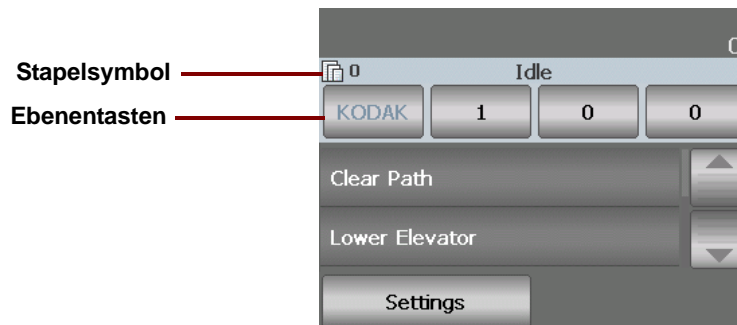 Stapelsymbol
0 Idle
Ebenentasten
KODAK 1 0 0
Clear Path
Lower Elevator
Settings